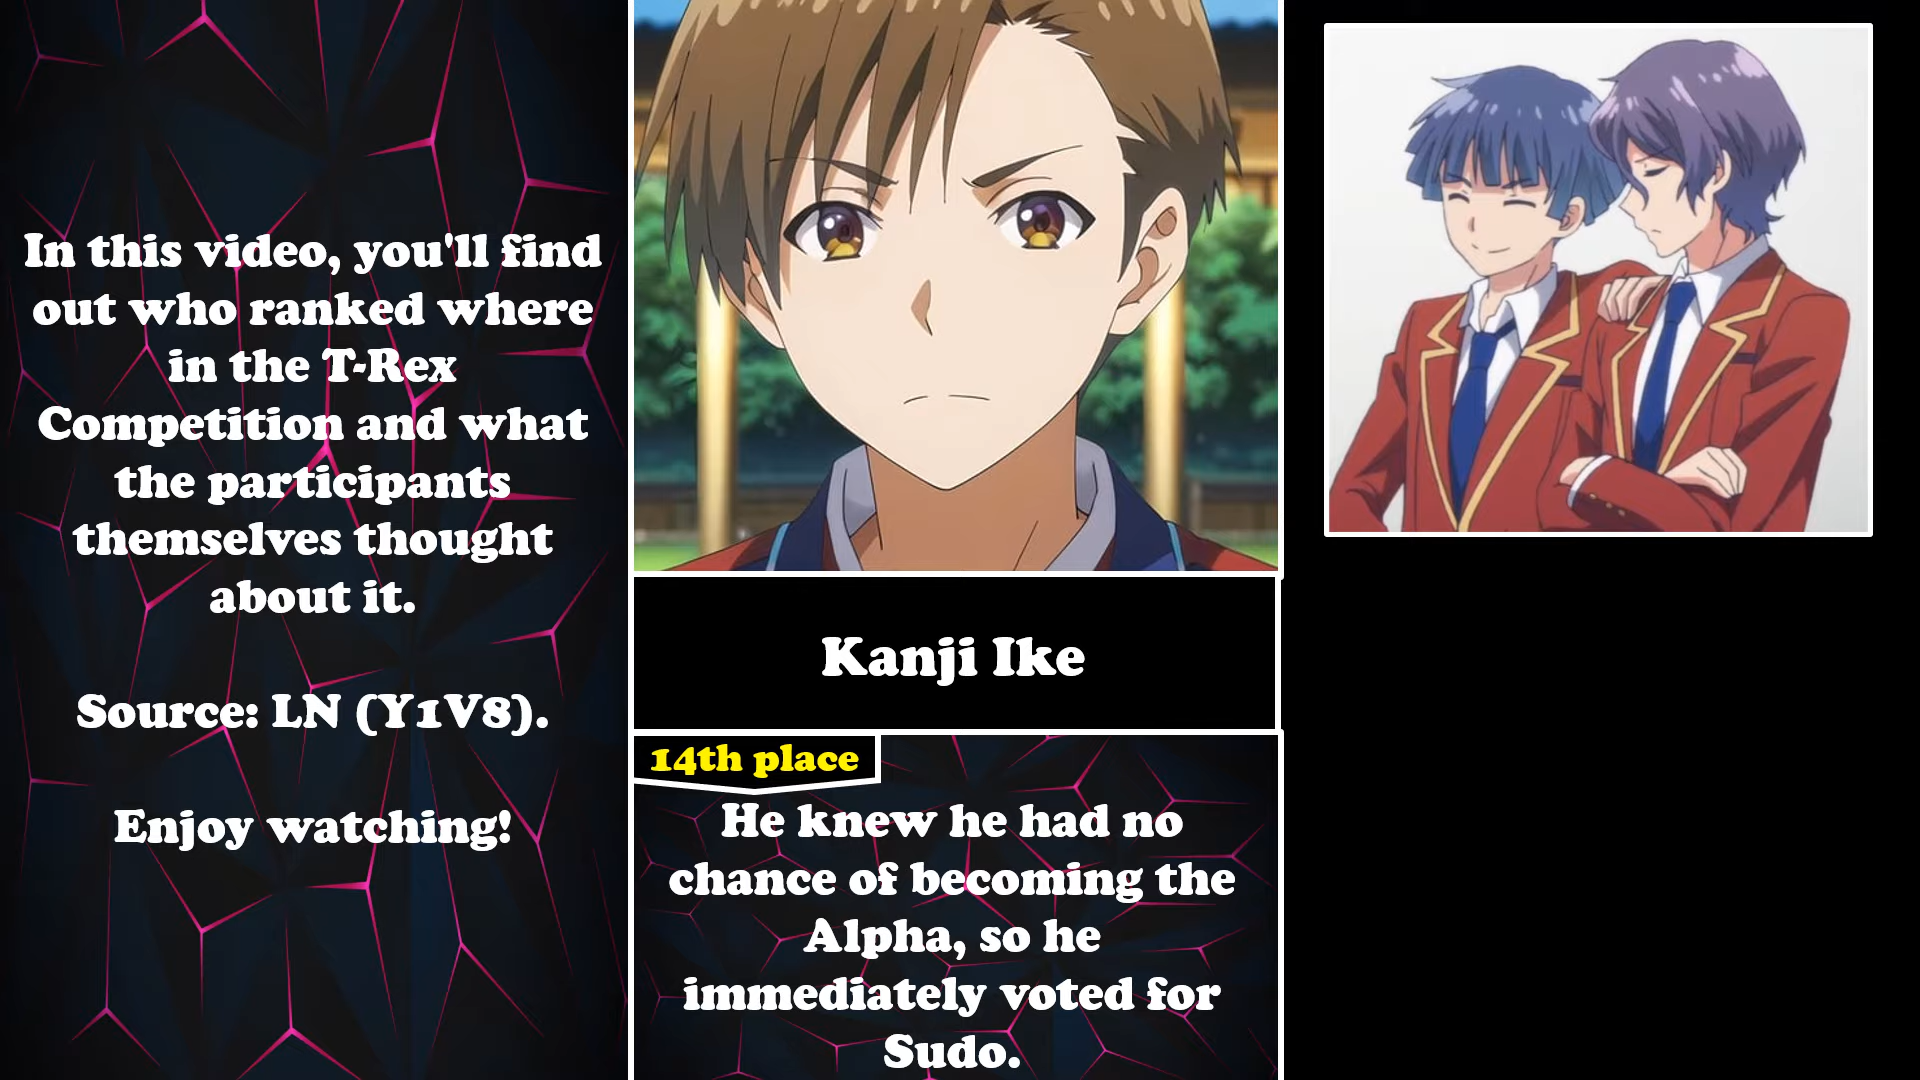 In this video, you'll find
out who ranked where
in the T-Rex
Competition and what
the participants
themselves thought
about it.
Source: LN (Y1V8).
Enjoy watching!
Kanji Ike
14th place
He knew he had no
chance of becoming the
Alpha, so he
immediately voted for
Sudo.